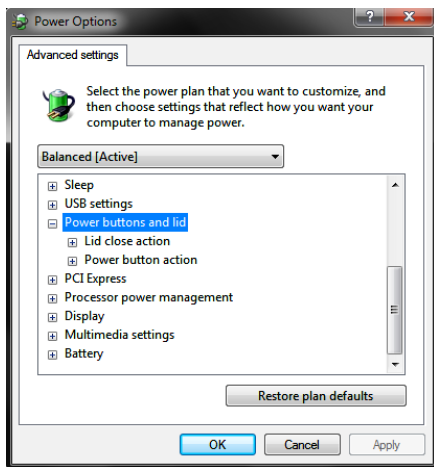 Power Options
Advanced settings
Select the power plan that you want to customize, and
then choose settings that reflect how you want your
computer to manage power.
Balanced [Active]
Sleep
USB settings
Power buttons and lid
Lid close action
Power button action
PCI Express
Processor power management
Display
Multimedia settings
Battery
Restore plan defaults
OK Cancel Apply